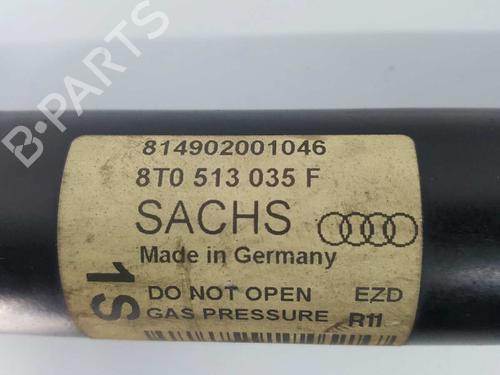 B-PARTS
814902001046
8T0 513 035 F
SACHS
Made in Germany
1S
DO NOT OPEN EZD
GAS PRESSURE R11